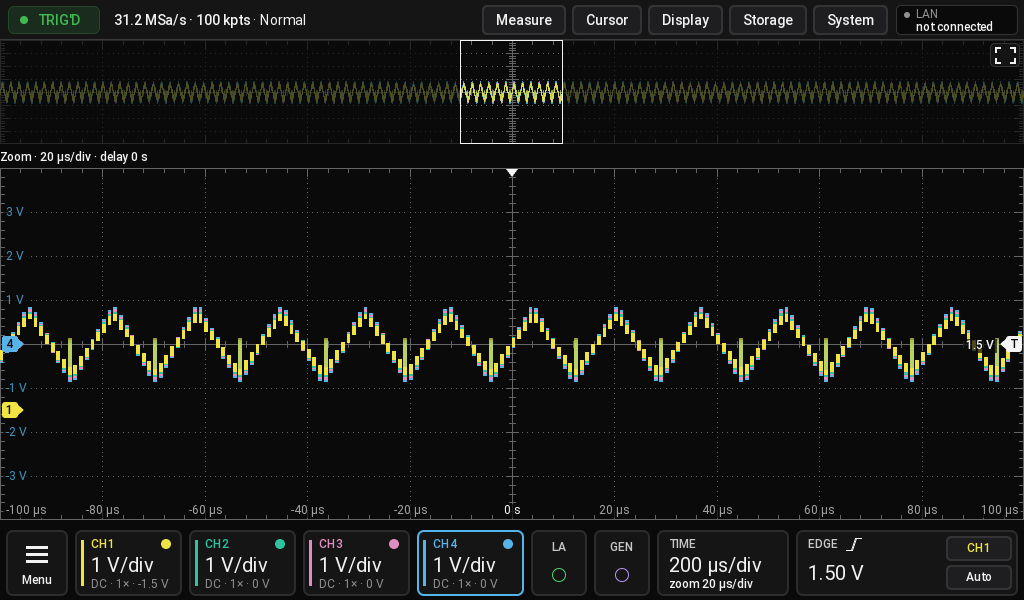 TRIG'D
31.2 MSa/s · 100 kpts · Normal
Measure
Cursor
Display
Storage
System
LAN
not connected
Zoom · 20 µs/div · delay 0 s
3 V
2 V
1 V
4
1.5 V
T
-1 V
1
-2 V
-3 V
-100 µs
-80 µs
-60 µs
-40 µs
-20 µs
0 s
20 µs
40 µs
60 µs
80 µs
100 µs
Menu
CH1
1 V/div
DC · 1× · -1.5 V
CH2
1 V/div
DC · 1× · 0 V
CH3
1 V/div
DC · 1× · 0 V
CH4
1 V/div
DC · 1× · 0 V
LA
GEN
TIME
200 µs/div
zoom 20 µs/div
EDGE
1.50 V
CH1
Auto